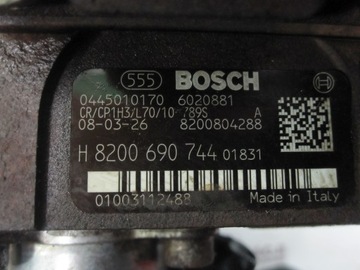 555 BOSCH
0445010170 6020881
CR/CP1H3/L70/10-789S A
08-03-26 8200804288
H 8200 690 744 01831
01003112488 Made in Italy